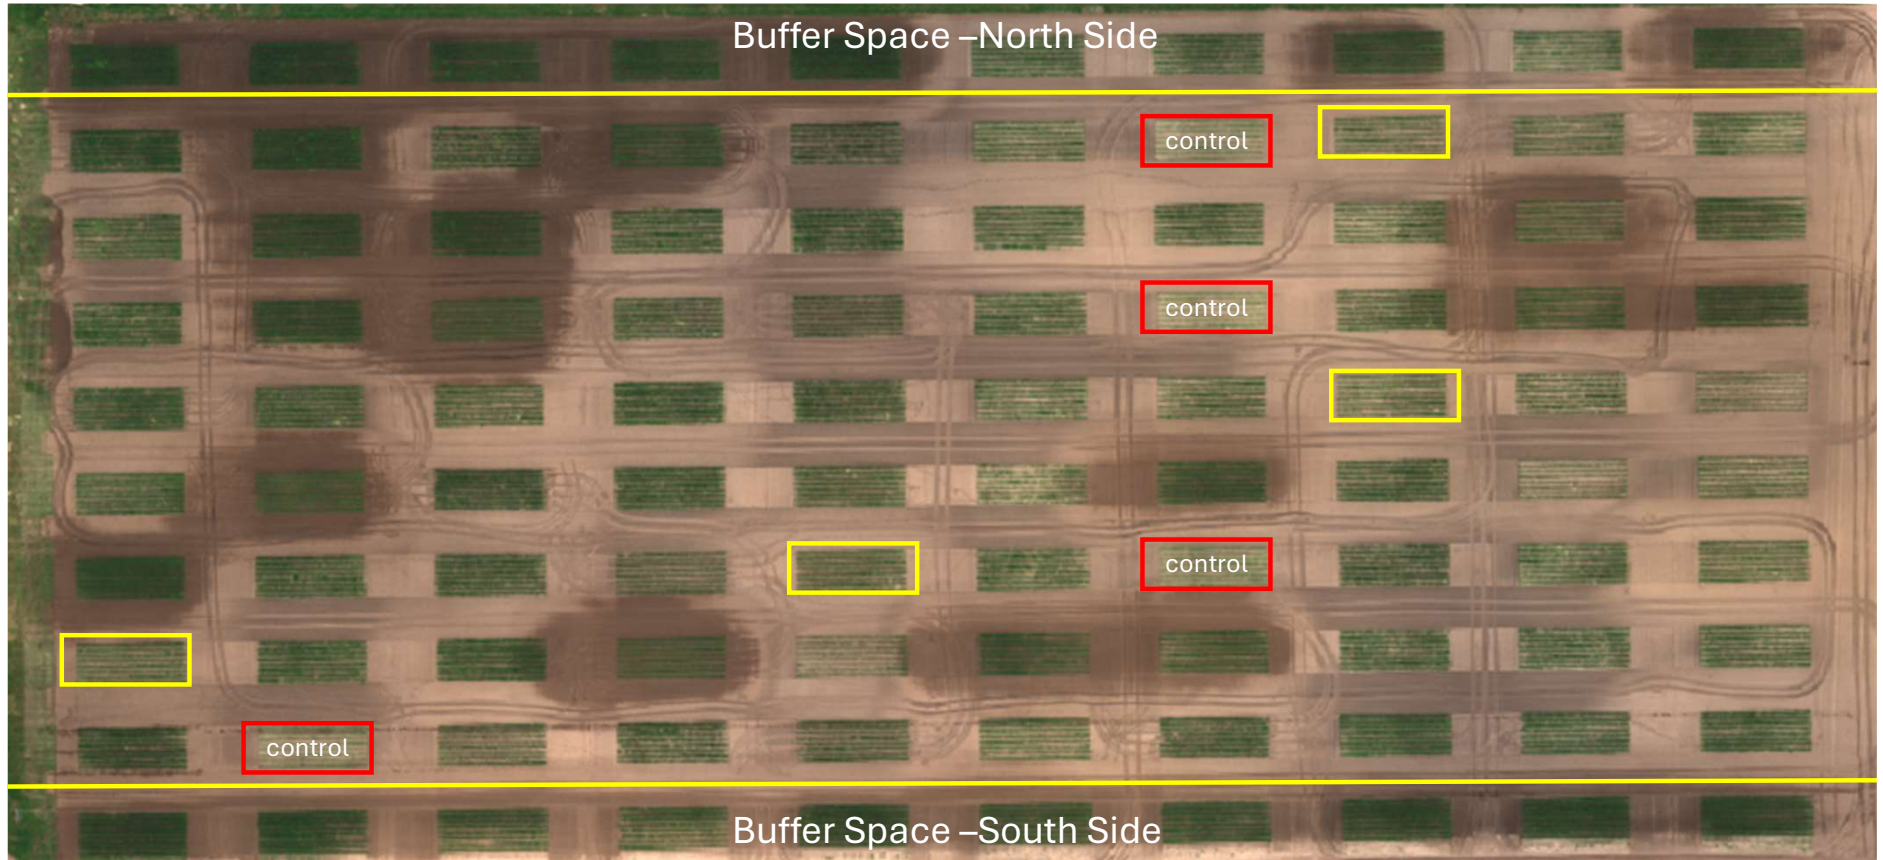 Buffer Space –North Side
control
control
control
control
Buffer Space –South Side